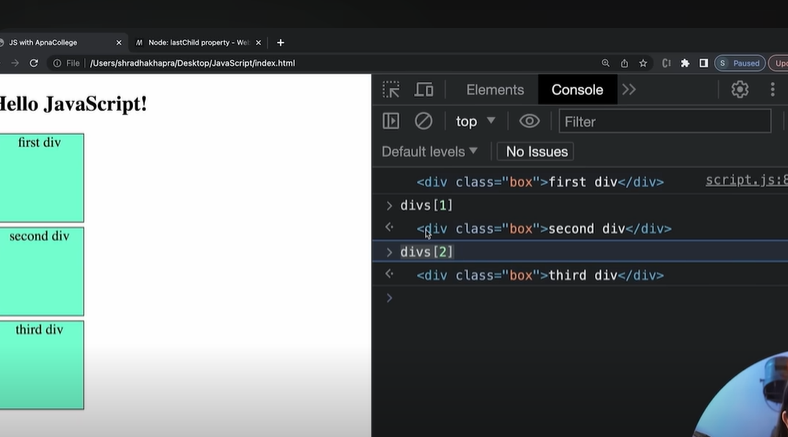 JS with ApnaCollege
Node: lastChild property - We
File /Users/shradhakhapra/Desktop/JavaScript/index.html
S Paused
Hello JavaScript!
first div
second div
third div
Elements Console
top Filter
Default levels No Issues
<div class="box">first div</div> script.js:8
divs[1]
<div class="box">second div</div>
divs[2]
<div class="box">third div</div>